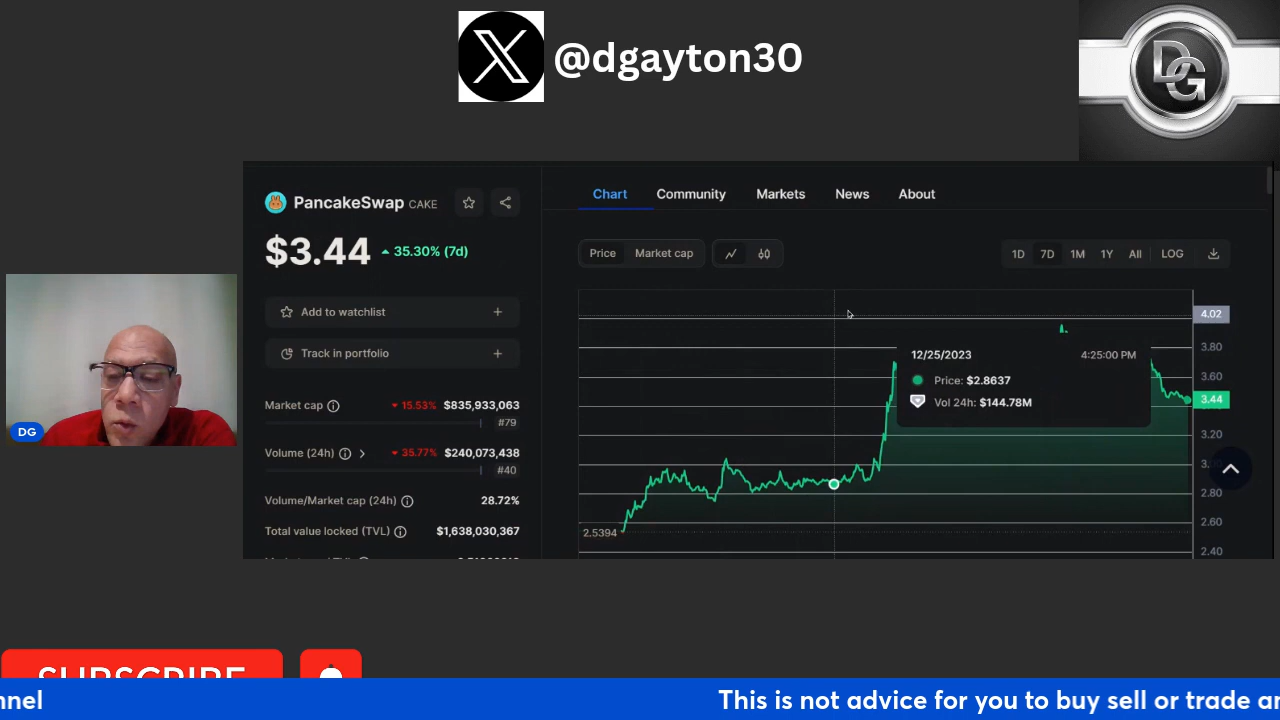 @dgayton30
DG
Chart Community Markets News About
PancakeSwap CAKE
$3.44 35.30% (7d)
Price Market cap
1D 7D 1M 1Y All LOG
Add to watchlist +
Track in portfolio +
Market cap 15.53% $835,933,063
#79
Volume (24h) 35.77% $240,073,438
#40
Volume/Market cap (24h) 28.72%
Total value locked (TVL) $1,638,030,367
4.02
3.80
3.60
3.44
3.20
3.
2.80
2.60
2.40
12/25/2023 4:25:00 PM
Price: $2.8637
Vol 24h: $144.78M
2.5394
DG
SUBSCRIBE
nnel This is not advice for you to buy sell or trade an